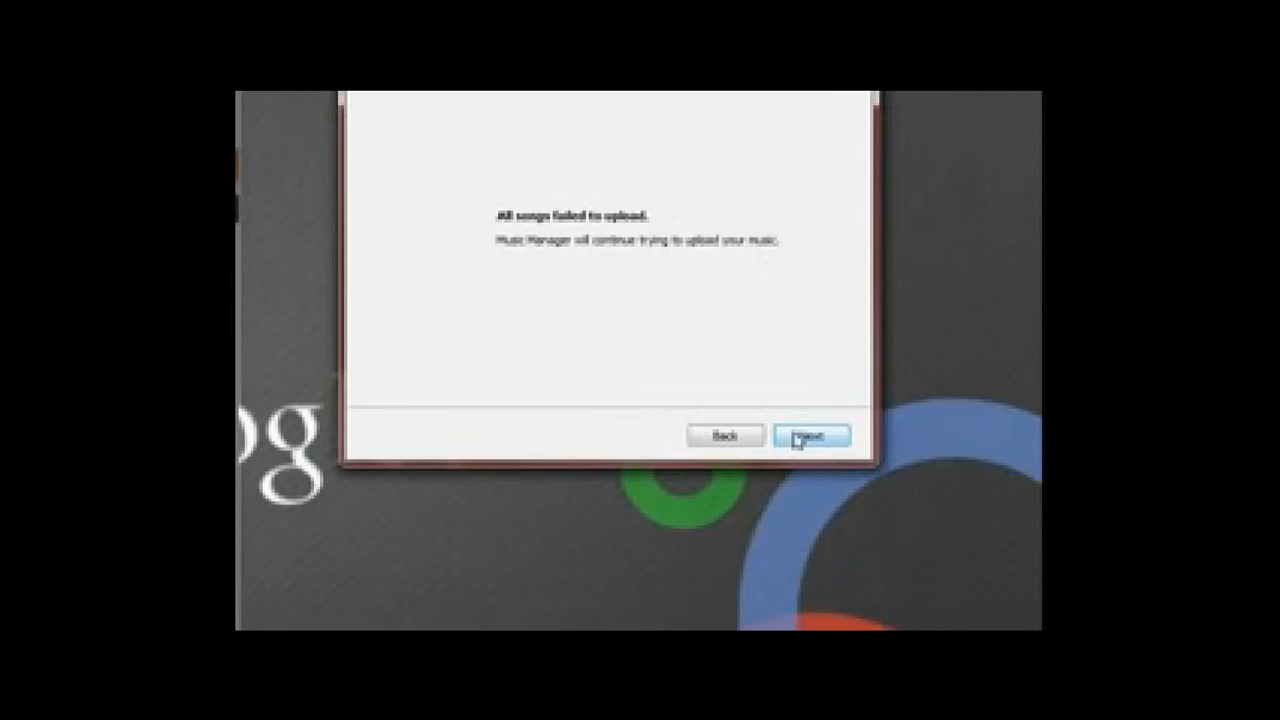 All songs failed to upload.
Music Manager will continue trying to upload your music.
Back
Next
og